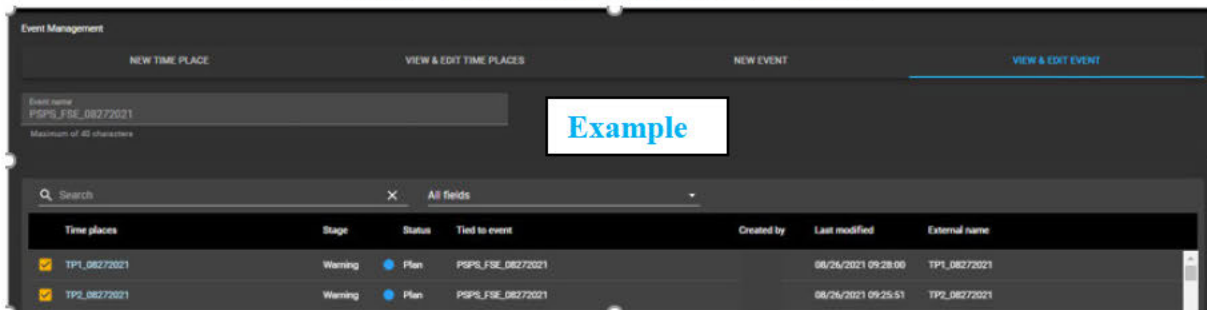 Event Management
NEW TIME PLACE VIEW & EDIT TIME PLACES NEW EVENT VIEW & EDIT EVENT
Event name
PSPS_FSE_08272021
Maximum of 40 characters
Example
Search All fields
Time places Stage Status Tied to event Created by Last modified External name
TP1_08272021 Warning Plan PSPS_FSE_08272021 08/26/2021 09:28:00 TP1_08272021
TP2_08272021 Warning Plan PSPS_FSE_08272021 08/26/2021 09:25:51 TP2_08272021